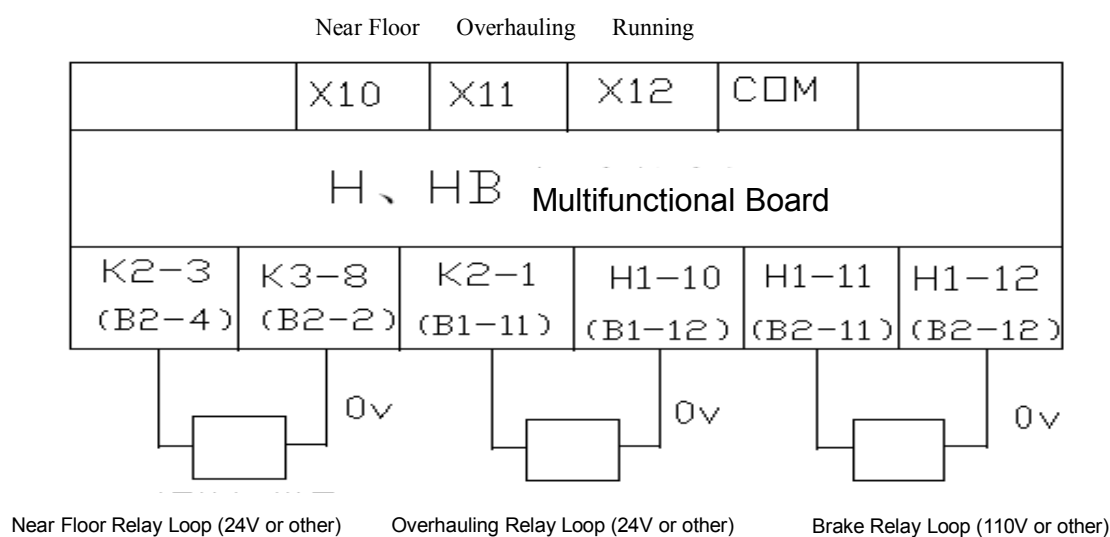 Near Floor Overhauling Running
X10 X11 X12 COM
H、HB Multifunctional Board
K2-3 K3-8 K2-1 H1-10 H1-11 H1-12
(B2-4) (B2-2) (B1-11) (B1-12) (B2-11) (B2-12)
0v 0v 0v
Near Floor Relay Loop (24V or other) Overhauling Relay Loop (24V or other) Brake Relay Loop (110V or other)